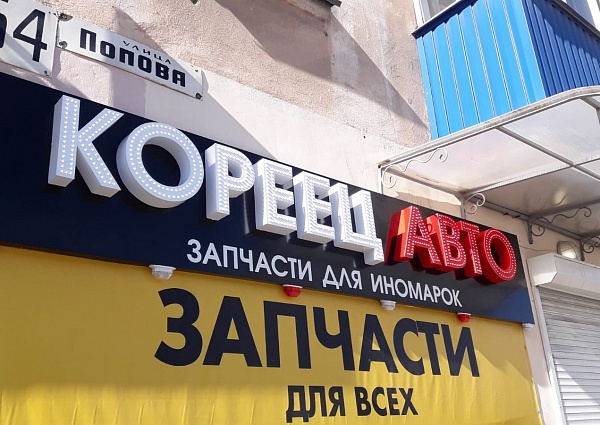 54
УЛИЦА
ПОПОВА
КОРЕЕЦ АВТО
ЗАПЧАСТИ ДЛЯ ИНОМАРОК
ЗАПЧАСТИ
ДЛЯ ВСЕХ